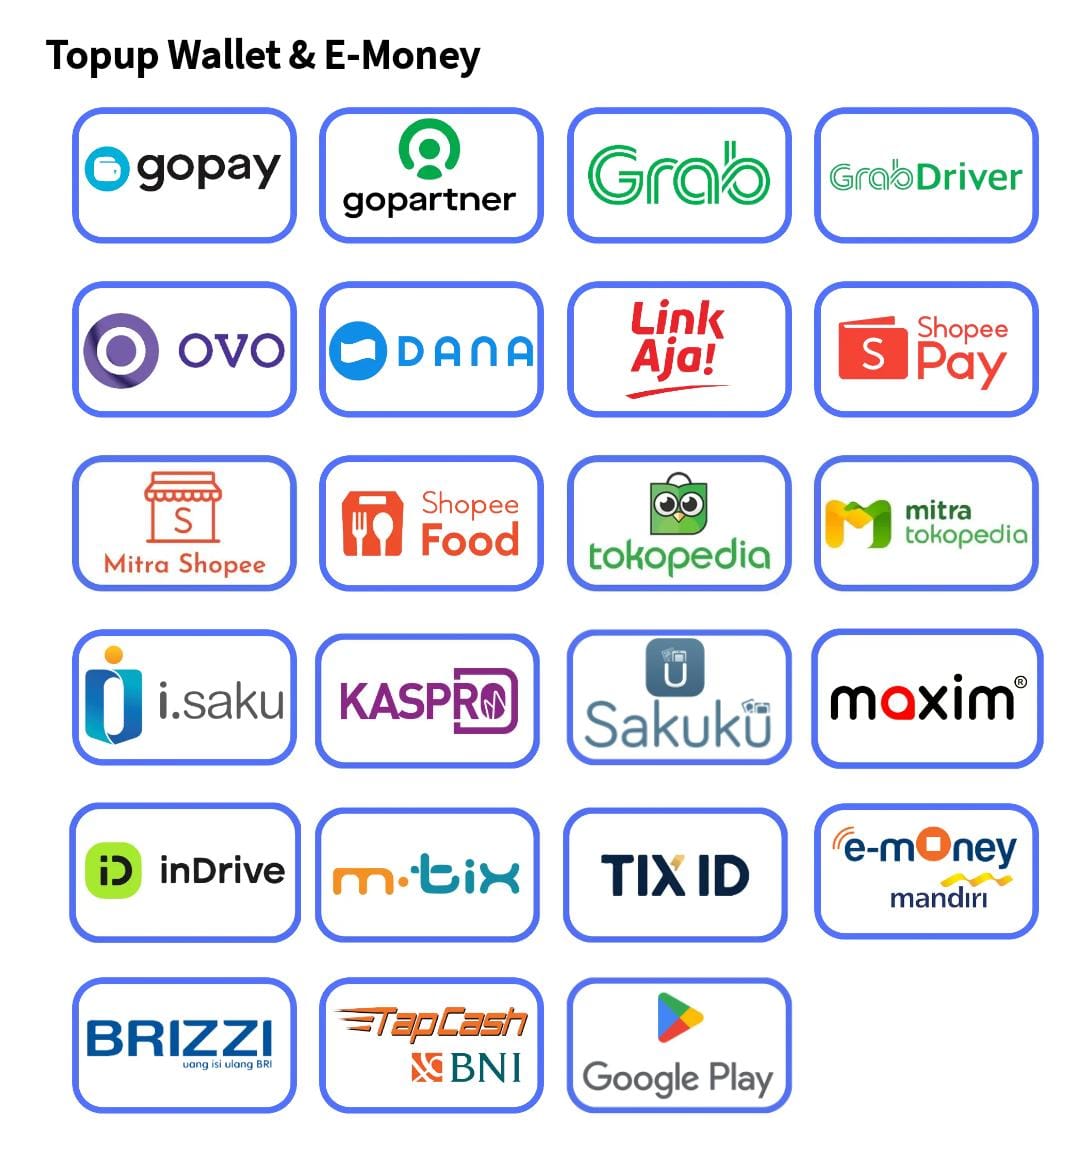 Topup Wallet & E-Money
gopay
gopartner
Grab
GrabDriver
OVO
DANA
Link
Aja!
S
Shopee
Pay
S
Mitra Shopee
Shopee
Food
tokopedia
mitra
tokopedia
i.saku
KASPRO
U
Sakuku
maxim®
iD
inDrive
m.tix
TIX ID
e-money
mandiri
BRIZZI
uang isi ulang BRI
TapCash
BNI
Google Play